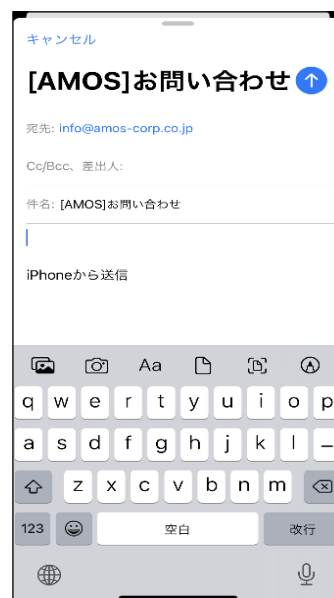 キャンセル
[AMOS]お問い合わせ
宛先: info@amos-corp.co.jp
Cc/Bcc、差出人:
件名: [AMOS]お問い合わせ
iPhoneから送信
Aa
q w e r t y u i o p
a s d f g h j k l –
z x c v b n m
123 空白 改行